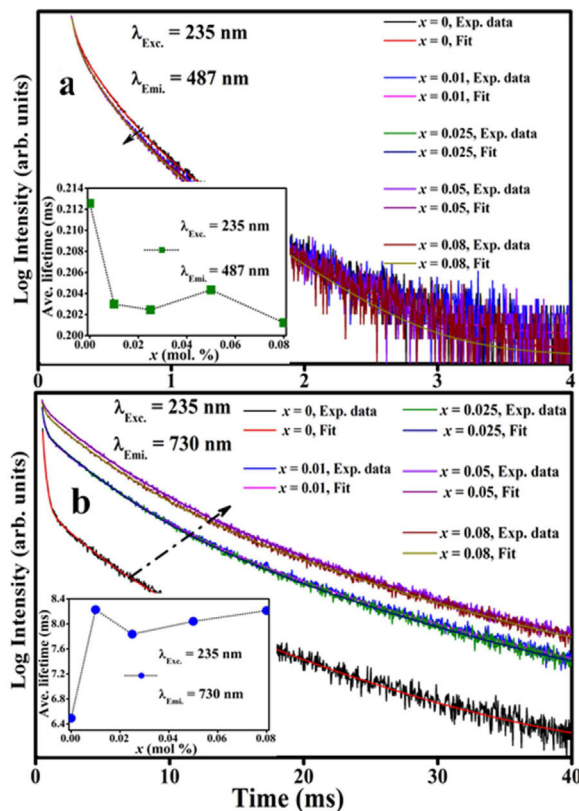 λExc. = 235 nm
λEmi. = 487 nm
a
x = 0, Exp. data
x = 0, Fit
x = 0.01, Exp. data
x = 0.01, Fit
x = 0.025, Exp. data
x = 0.025, Fit
x = 0.05, Exp. data
x = 0.05, Fit
x = 0.08, Exp. data
x = 0.08, Fit
Log Intensity (arb. units)
0.214
0.212
0.210
0.208
0.206
0.204
0.202
0.200
Ave. lifetime (ms)
λExc. = 235 nm
λEmi. = 487 nm
0.00 0.02 0.04 0.06 0.08
x (mol. %)
0 1 2 3 4
λExc. = 235 nm
λEmi. = 730 nm
b
x = 0, Exp. data
x = 0, Fit
x = 0.01, Exp. data
x = 0.01, Fit
x = 0.025, Exp. data
x = 0.025, Fit
x = 0.05, Exp. data
x = 0.05, Fit
x = 0.08, Exp. data
x = 0.08, Fit
Log Intensity (arb. units)
8.4
8.0
7.6
7.2
6.8
6.4
Ave. lifetime (ms)
λExc. = 235 nm
λEmi. = 730 nm
0.00 0.02 0.04 0.06 0.08
x (mol %)
0 10 20 30 40
Time (ms)